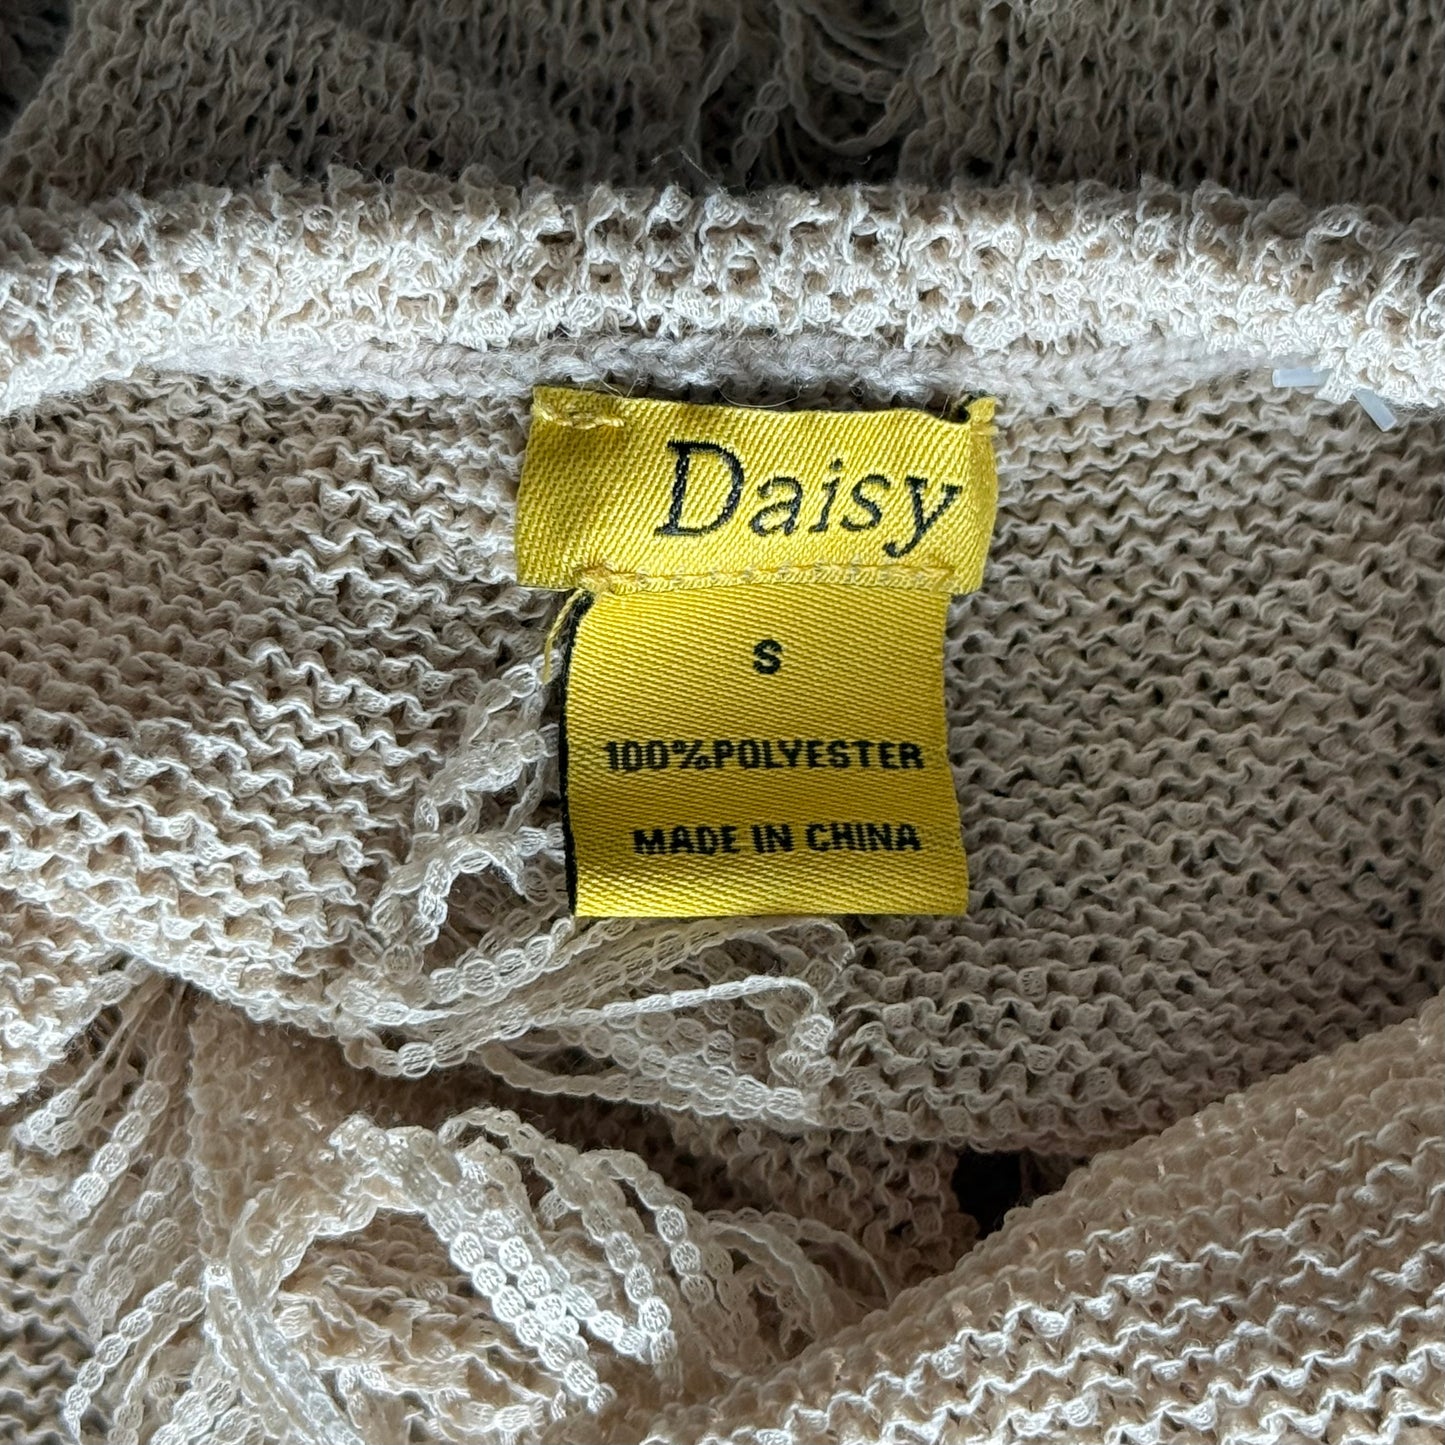 Daisy
S
100%POLYESTER
MADE IN CHINA